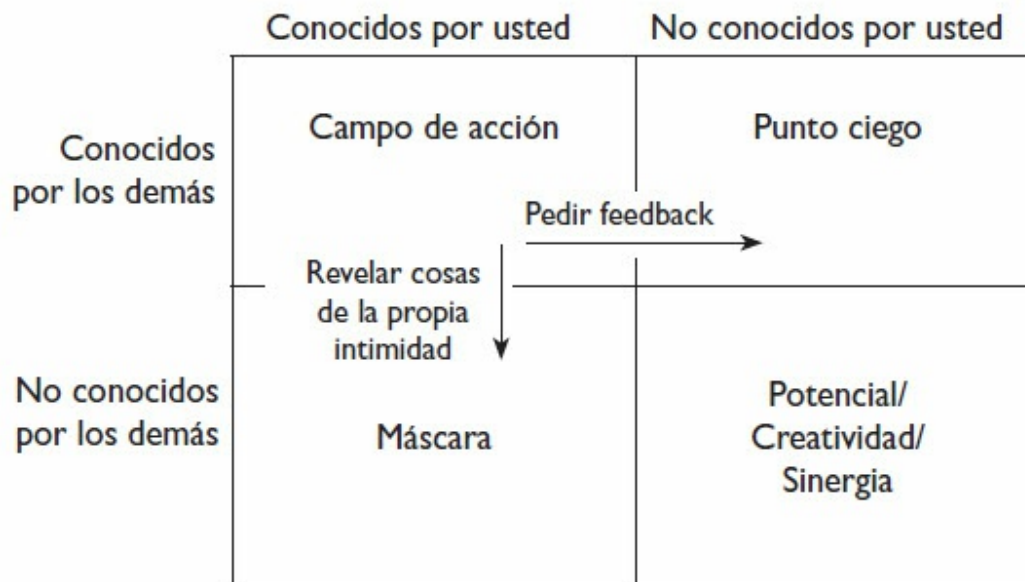 Conocidos por usted
No conocidos por usted
Conocidos
por los demás
Campo de acción
Punto ciego
Pedir feedback
Revelar cosas
de la propia
intimidad
No conocidos
por los demás
Máscara
Potencial/
Creatividad/
Sinergia